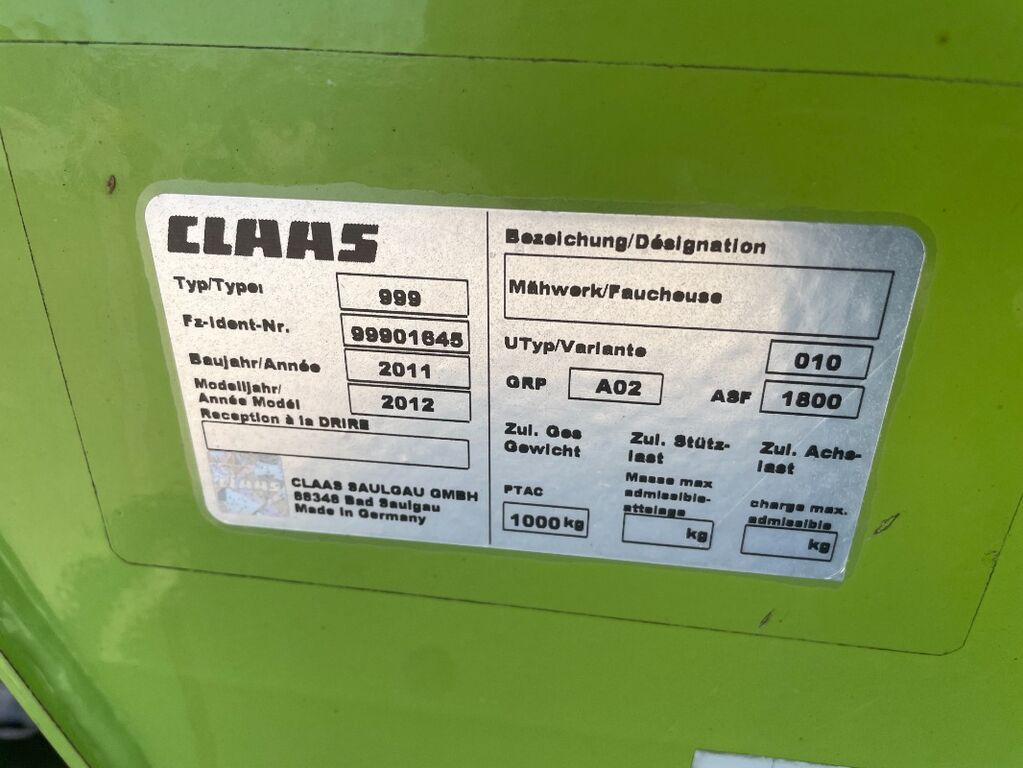 CLAAS
Typ/Type: 999
Fz-Ident-Nr. 99901645
Baujahr/Année 2011
Modelljahr/
Année Modél 2012
Reception à la DRIRE
claas
CLAAS SAULGAU GMBH
88348 Bad Saulgau
Made in Germany
Bezeichung/Désignation
Mähwerk/Faucheuse
UTyp/Variante 010
GRP A02 ASF 1800
Zul. Ges
Gewicht
PTAC
1000 kg
Zul. Stütz-
last
Masse max
admissible-
attelage
kg
Zul. Achs-
last
charge max.
admissible
kg